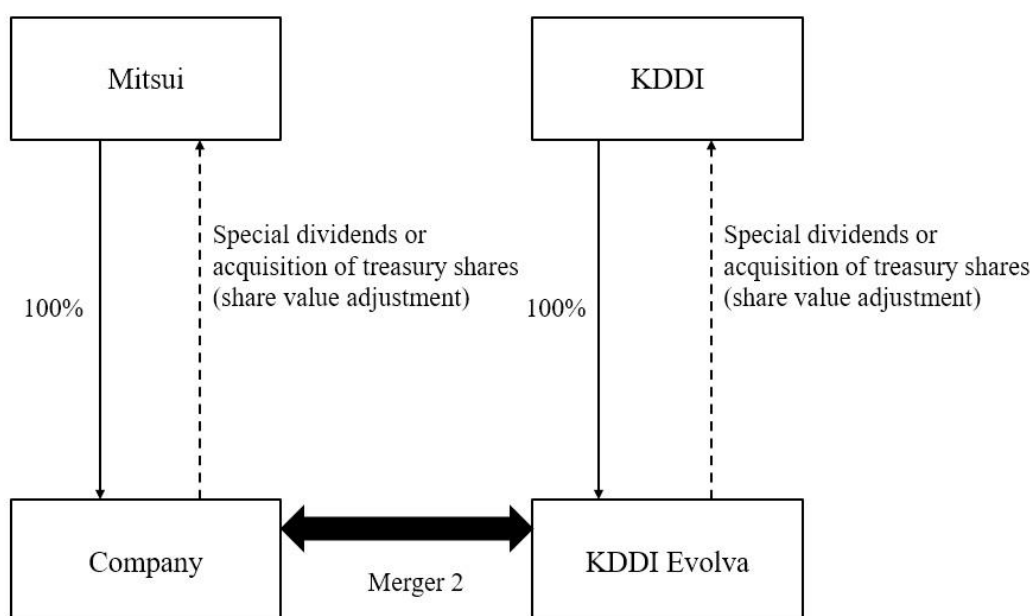 Mitsui
KDDI
Special dividends or
acquisition of treasury shares
(share value adjustment)
100%
Special dividends or
acquisition of treasury shares
(share value adjustment)
100%
Company
KDDI Evolva
Merger 2